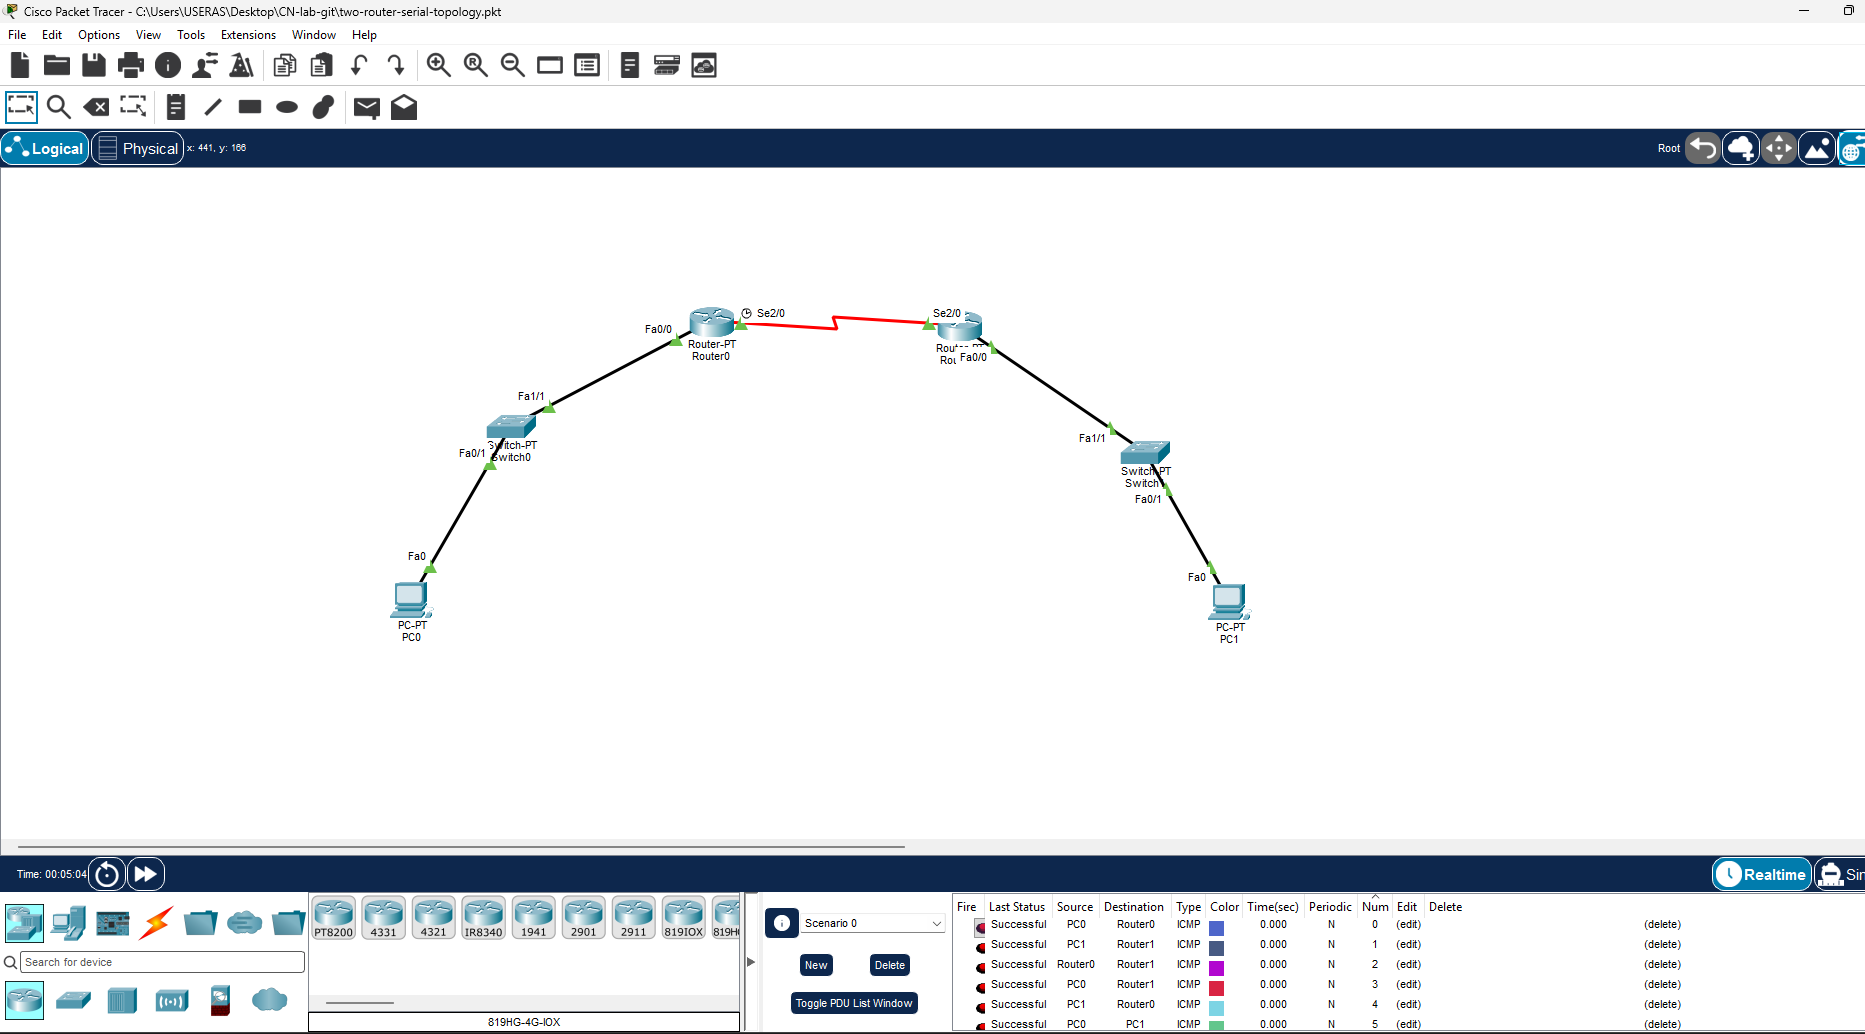 Cisco Packet Tracer - C:\Users\USERAS\Desktop\CN-lab-git\two-router-serial-topology.pkt
File Edit Options View Tools Extensions Window Help
Logical Physical x: 441, y: 166 Root
Se2/0 Se2/0
Fa0/0
Router-PT
Router0
Fa0/0
Fa1/1
Switch-PT
Switch0
Fa0/1
Fa1/1
Switch-PT
Switch
Fa0/1
Fa0
PC-PT
PC0
Fa0
PC-PT
PC1
Time: 00:05:04 Realtime
PT8200 4331 4321 IR8340 1941 2901 2911 819IOX
Search for device
819HG-4G-IOX
Scenario 0
New Delete
Toggle PDU List Window
Fire Last Status Source Destination Type Color Time(sec) Periodic Num Edit Delete
Successful PC0 Router0 ICMP 0.000 N 0 (edit) (delete)
Successful PC1 Router1 ICMP 0.000 N 1 (edit) (delete)
Successful Router0 Router1 ICMP 0.000 N 2 (edit) (delete)
Successful PC0 Router1 ICMP 0.000 N 3 (edit) (delete)
Successful PC1 Router0 ICMP 0.000 N 4 (edit) (delete)
Successful PC0 PC1 ICMP 0.000 N 5 (edit) (delete)